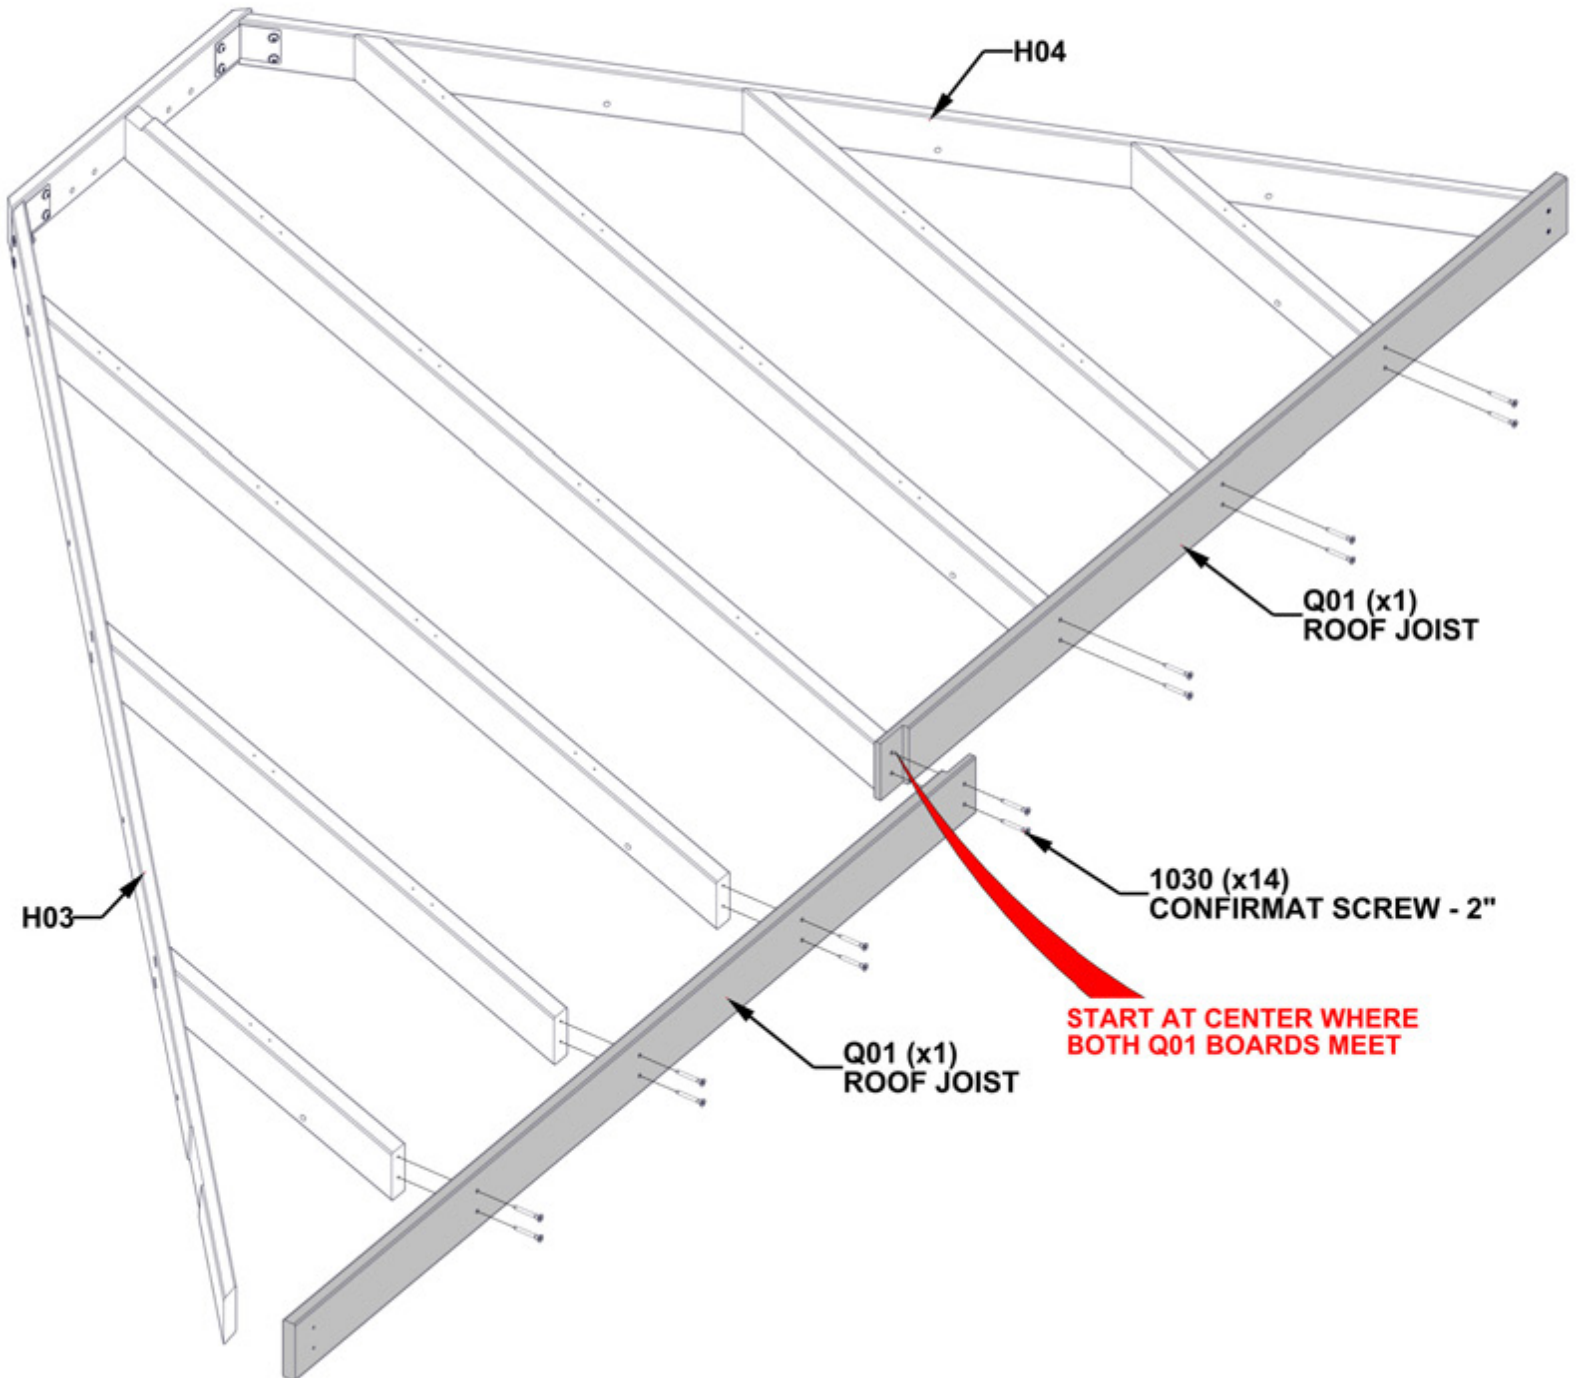 H04
Q01 (x1)
ROOF JOIST
1030 (x14)
CONFIRMAT SCREW - 2"
H03
START AT CENTER WHERE
BOTH Q01 BOARDS MEET
Q01 (x1)
ROOF JOIST